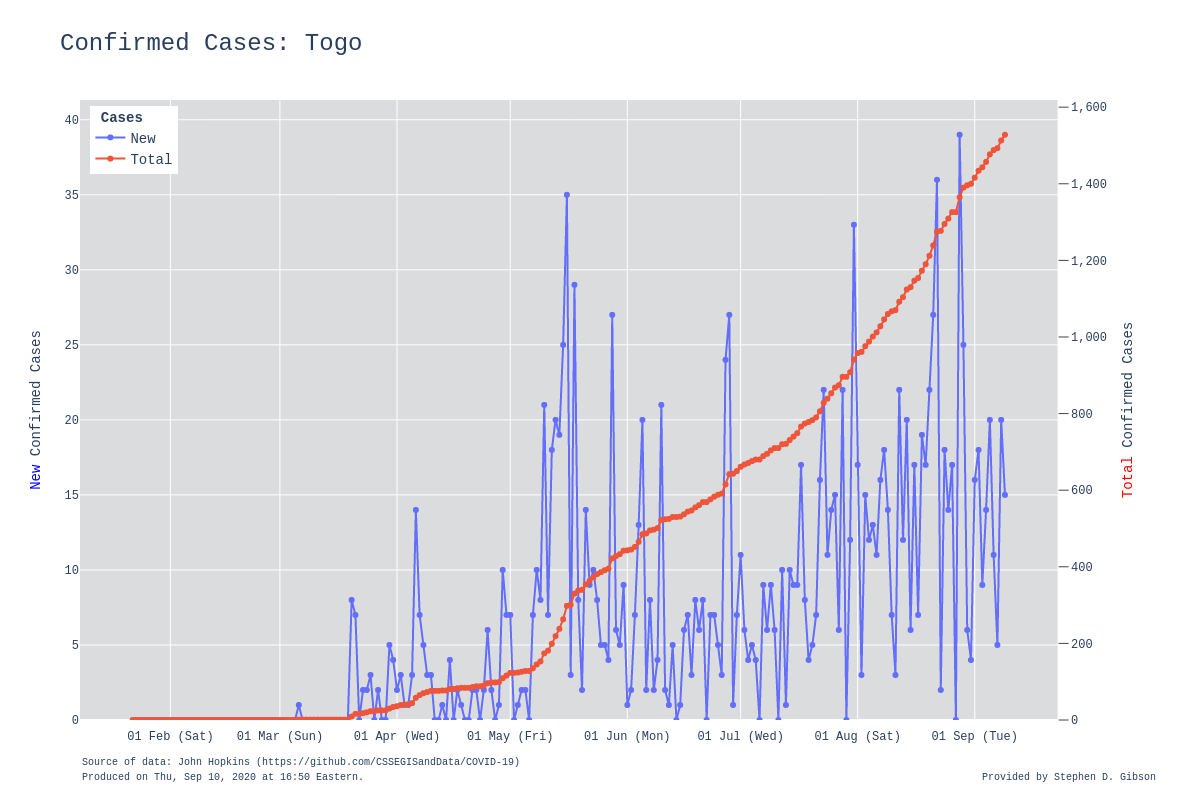 Confirmed Cases: Togo
Cases
New
Total
40
35
30
25
20
15
10
5
0
New Confirmed Cases
1,600
1,400
1,200
1,000
800
600
400
200
0
Total Confirmed Cases
01 Feb (Sat)
01 Mar (Sun)
01 Apr (Wed)
01 May (Fri)
01 Jun (Mon)
01 Jul (Wed)
01 Aug (Sat)
01 Sep (Tue)
Source of data: John Hopkins (https://github.com/CSSEGISandData/COVID-19)
Produced on Thu, Sep 10, 2020 at 16:50 Eastern.
Provided by Stephen D. Gibson